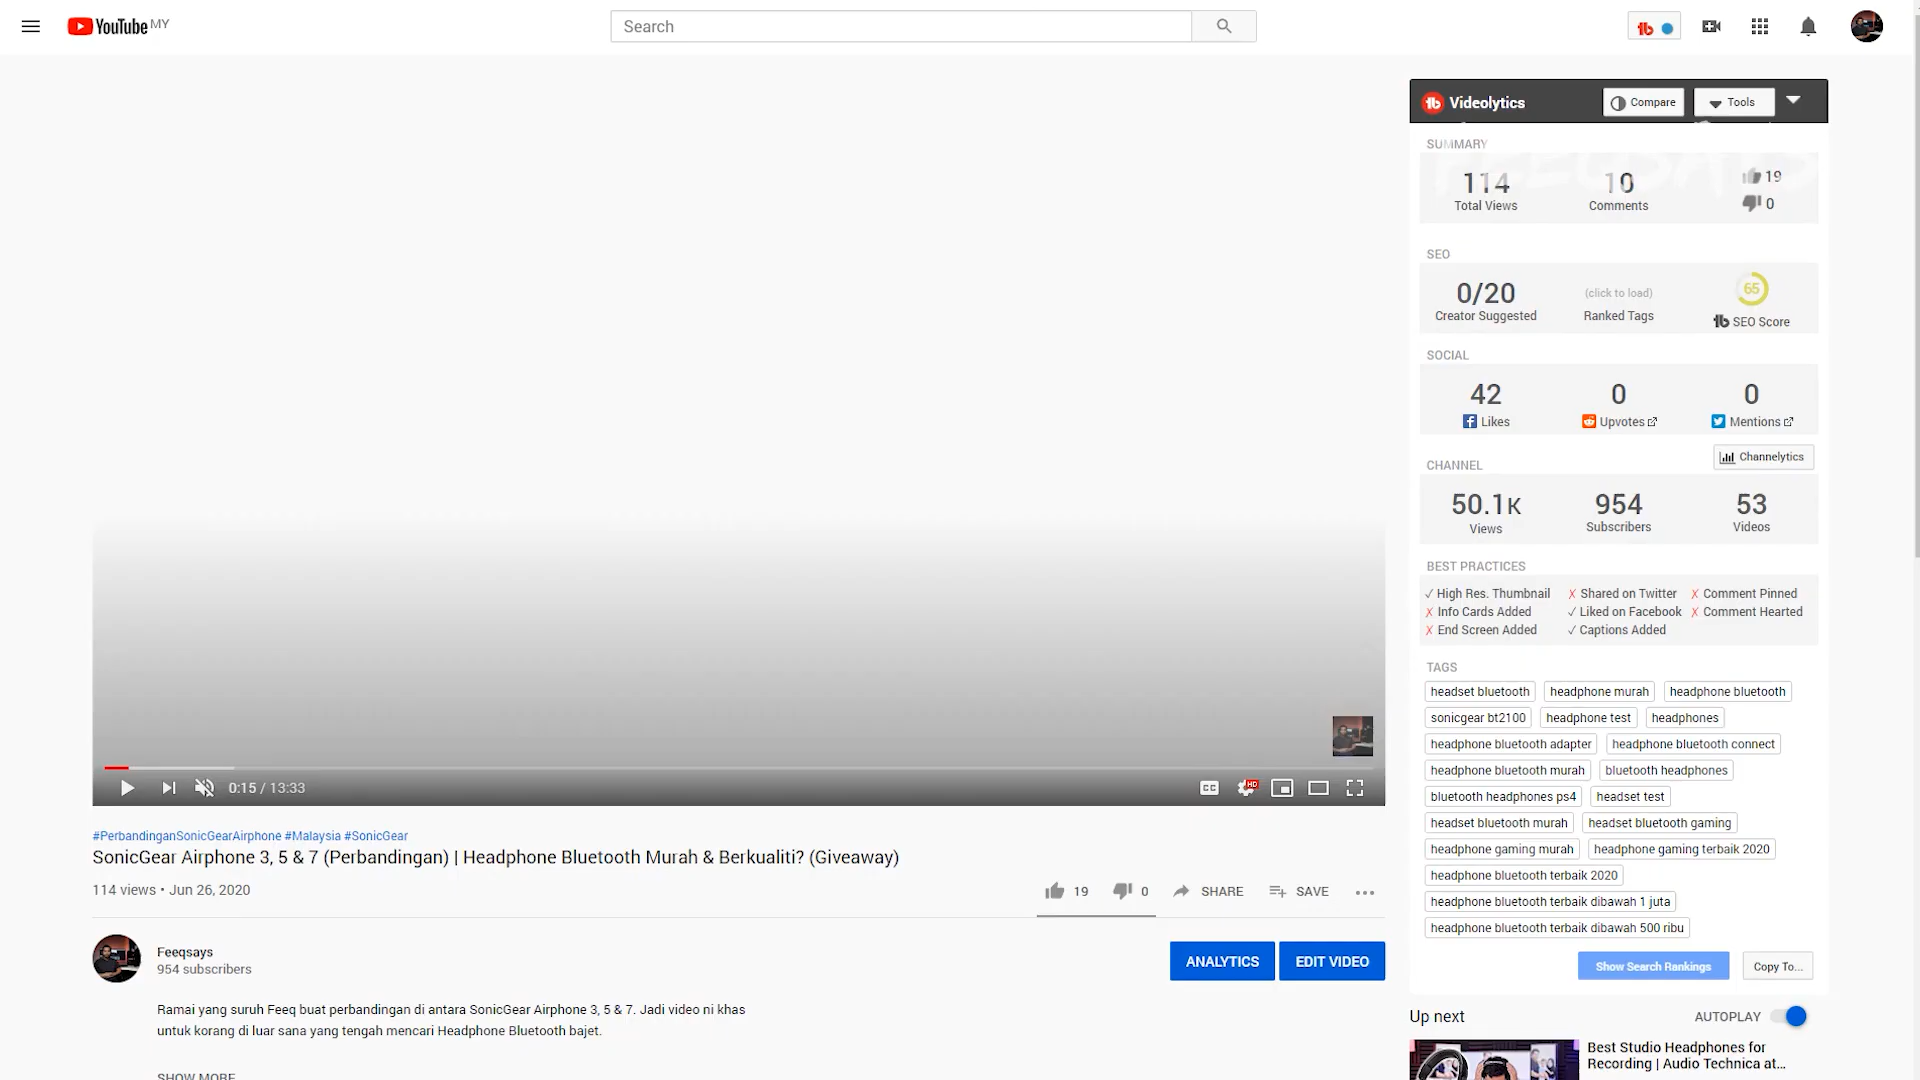 YouTube MY
Search
Videolytics
Compare
Tools
SUMMARY
114
Total Views
10
Comments
19
0
SEO
0/20
Creator Suggested
(click to load)
Ranked Tags
65
SEO Score
SOCIAL
42
Likes
0
Upvotes
0
Mentions
CHANNEL
Channelytics
50.1K
Views
954
Subscribers
53
Videos
BEST PRACTICES
✓ High Res. Thumbnail
✗ Shared on Twitter
✗ Comment Pinned
✗ Info Cards Added
✓ Liked on Facebook
✗ Comment Hearted
✗ End Screen Added
✓ Captions Added
TAGS
headset bluetooth
headphone murah
headphone bluetooth
sonicgear bt2100
headphone test
headphones
headphone bluetooth adapter
headphone bluetooth connect
headphone bluetooth murah
bluetooth headphones
bluetooth headphones ps4
headset test
headset bluetooth murah
headset bluetooth gaming
headphone gaming murah
headphone gaming terbaik 2020
headphone bluetooth terbaik 2020
headphone bluetooth terbaik dibawah 1 juta
headphone bluetooth terbaik dibawah 500 ribu
Show Search Rankings
Copy To...
Up next
AUTOPLAY
Best Studio Headphones for
Recording | Audio Technica at...
0:15 / 13:33
CC
HD
#PerbandinganSonicGearAirphone #Malaysia #SonicGear
SonicGear Airphone 3, 5 & 7 (Perbandingan) | Headphone Bluetooth Murah & Berkualiti? (Giveaway)
114 views • Jun 26, 2020
19
0
SHARE
SAVE
Feeqsays
954 subscribers
ANALYTICS
EDIT VIDEO
Ramai yang suruh Feeq buat perbandingan di antara SonicGear Airphone 3, 5 & 7. Jadi video ni khas
untuk korang di luar sana yang tengah mencari Headphone Bluetooth bajet.
SHOW MORE